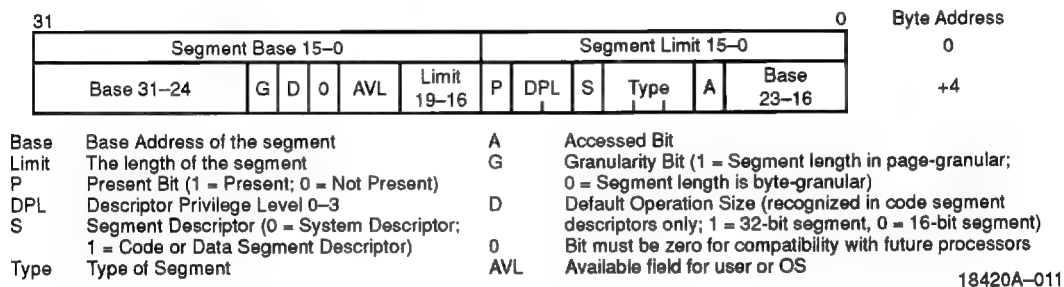 31 0 Byte Address
Segment Base 15–0 Segment Limit 15–0 0
Base 31–24 G D 0 AVL Limit 19–16 P DPL S Type A Base 23–16 +4
Base Base Address of the segment
Limit The length of the segment
P Present Bit (1 = Present; 0 = Not Present)
DPL Descriptor Privilege Level 0–3
S Segment Descriptor (0 = System Descriptor;
1 = Code or Data Segment Descriptor)
Type Type of Segment
A Accessed Bit
G Granularity Bit (1 = Segment length in page-granular;
0 = Segment length is byte-granular)
D Default Operation Size (recognized in code segment
descriptors only; 1 = 32-bit segment, 0 = 16-bit segment)
0 Bit must be zero for compatibility with future processors
AVL Available field for user or OS
18420A–011